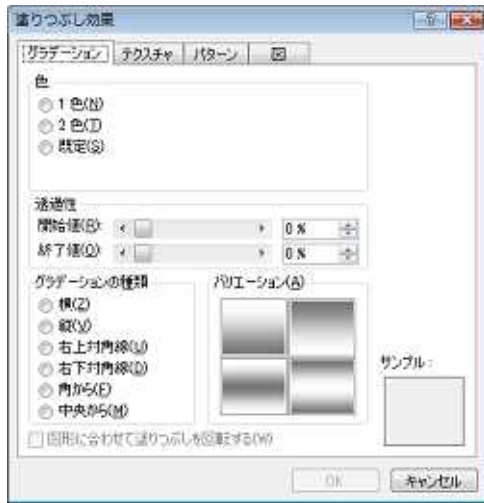 塗りつぶし効果
グラデーション テクスチャ パターン 図
色
1 色(N)
2 色(T)
既定(S)
透過性
開始値(R): 0 %
終了値(O): 0 %
グラデーションの種類
横(Z)
縦(V)
右上対角線(U)
右下対角線(D)
角から(F)
中央から(M)
バリエーション(A)
サンプル:
図形に合わせて塗りつぶしを回転する(W)
OK キャンセル